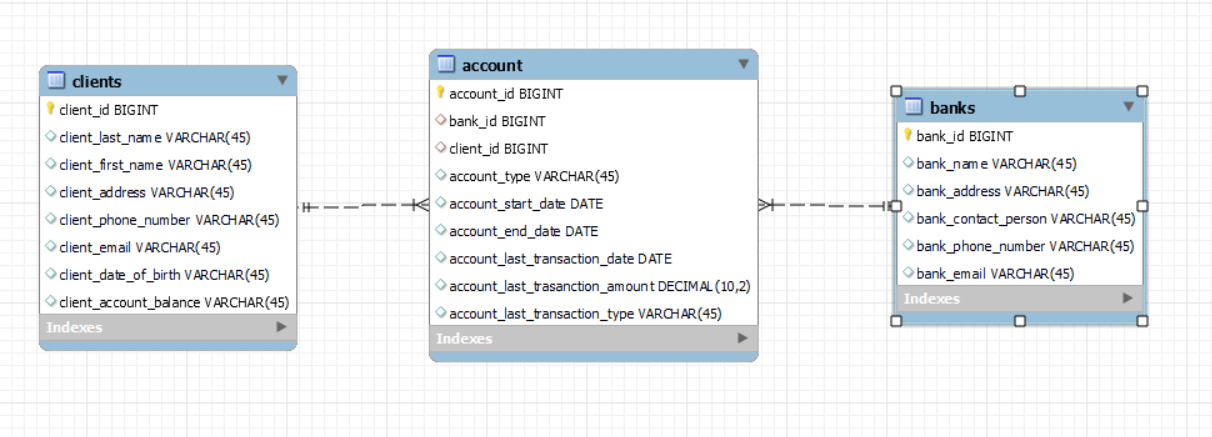 clients
client_id BIGINT
client_last_name VARCHAR(45)
client_first_name VARCHAR(45)
client_address VARCHAR(45)
client_phone_number VARCHAR(45)
client_email VARCHAR(45)
client_date_of_birth VARCHAR(45)
client_account_balance VARCHAR(45)
Indexes
account
account_id BIGINT
bank_id BIGINT
client_id BIGINT
account_type VARCHAR(45)
account_start_date DATE
account_end_date DATE
account_last_transaction_date DATE
account_last_trasanction_amount DECIMAL(10,2)
account_last_transaction_type VARCHAR(45)
Indexes
banks
bank_id BIGINT
bank_name VARCHAR(45)
bank_address VARCHAR(45)
bank_contact_person VARCHAR(45)
bank_phone_number VARCHAR(45)
bank_email VARCHAR(45)
Indexes